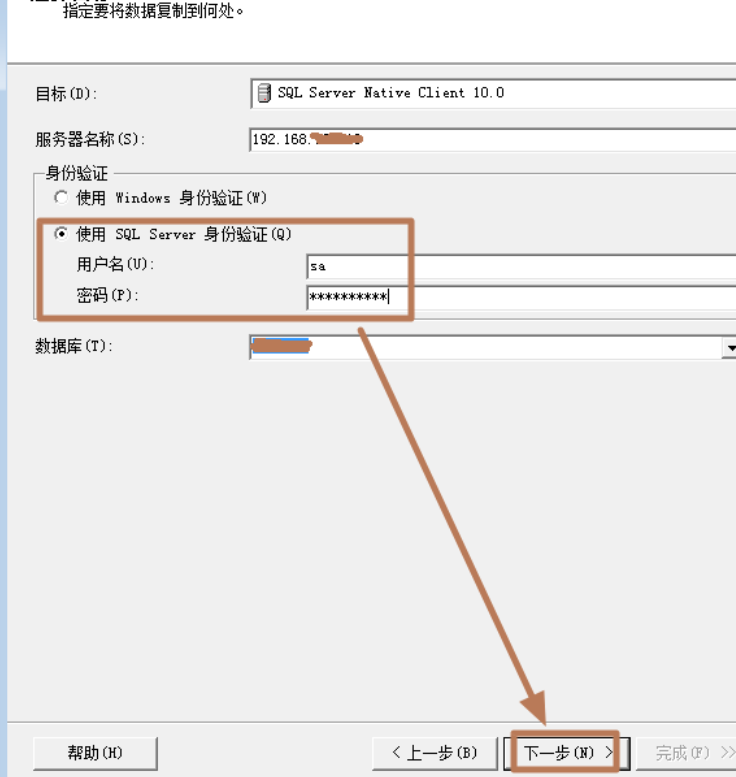 指定要将数据复制到何处。
目标(D):
SQL Server Native Client 10.0
服务器名称(S):
192.168.
身份验证
使用 Windows 身份验证(W)
使用 SQL Server 身份验证(Q)
用户名(U):
sa
密码(P):
**********
数据库(T):
帮助(H)
< 上一步(B)
下一步(N) >
完成(F) >>